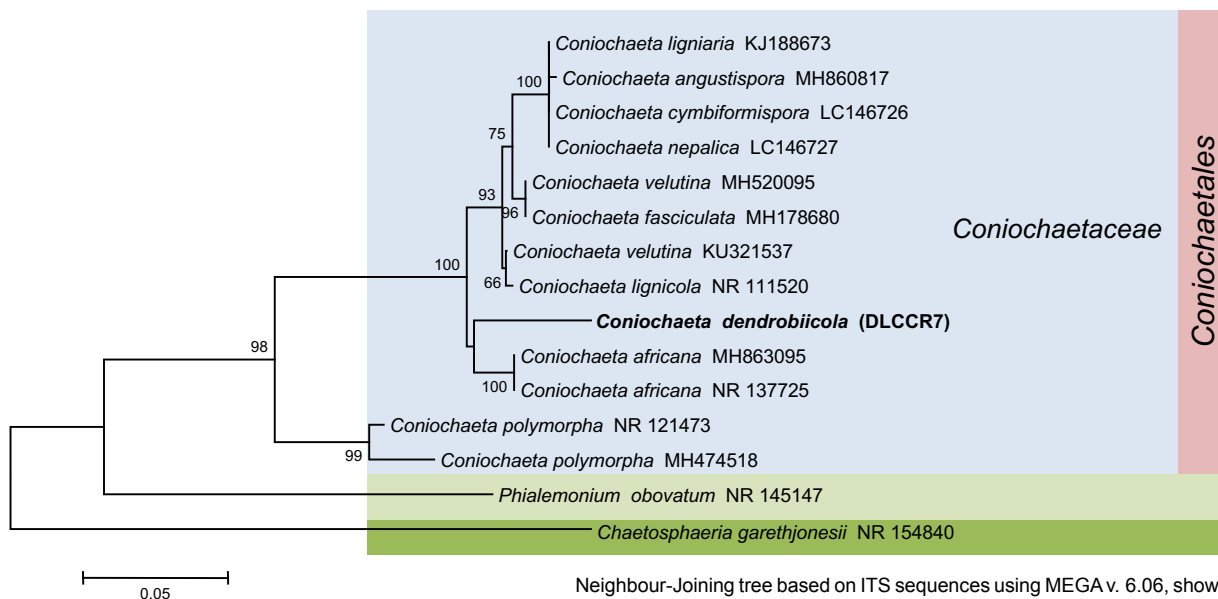 Coniochaeta ligniaria KJ188673
Coniochaeta angustispora MH860817
100
Coniochaeta cymbiformispora LC146726
75
Coniochaeta nepalica LC146727
Coniochaeta velutina MH520095
93
96
Coniochaeta fasciculata MH178680
Coniochaetaceae
Coniochaetales
Coniochaeta velutina KU321537
100
66
Coniochaeta lignicola NR 111520
Coniochaeta dendrobiicola (DLCCR7)
98
Coniochaeta africana MH863095
100
Coniochaeta africana NR 137725
Coniochaeta polymorpha NR 121473
99
Coniochaeta polymorpha MH474518
Phialemonium obovatum NR 145147
Chaetosphaeria garethjonesii NR 154840
0.05
Neighbour-Joining tree based on ITS sequences using MEGA v. 6.06, show